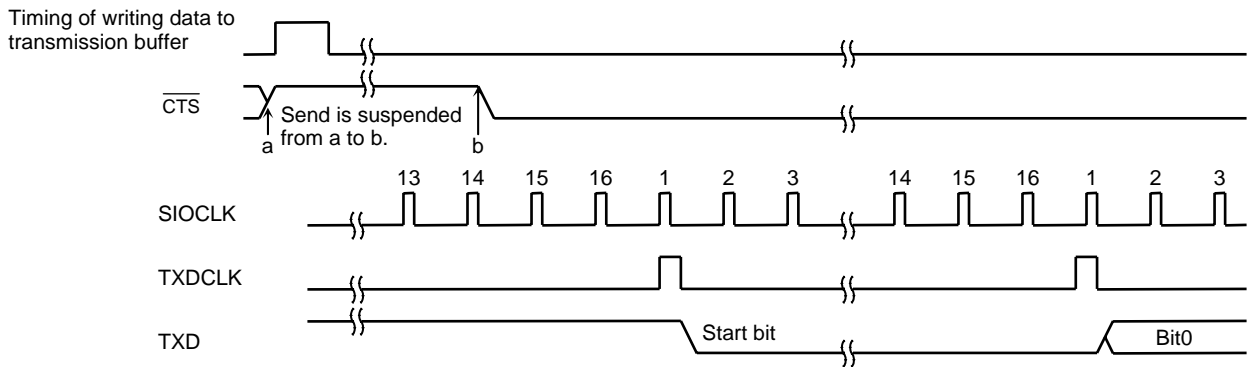 Timing of writing data to
transmission buffer
CTS
Send is suspended
from a to b.
a
b
13 14 15 16 1 2 3 14 15 16 1 2 3
SIOCLK
TXDCLK
TXD
Start bit
Bit0